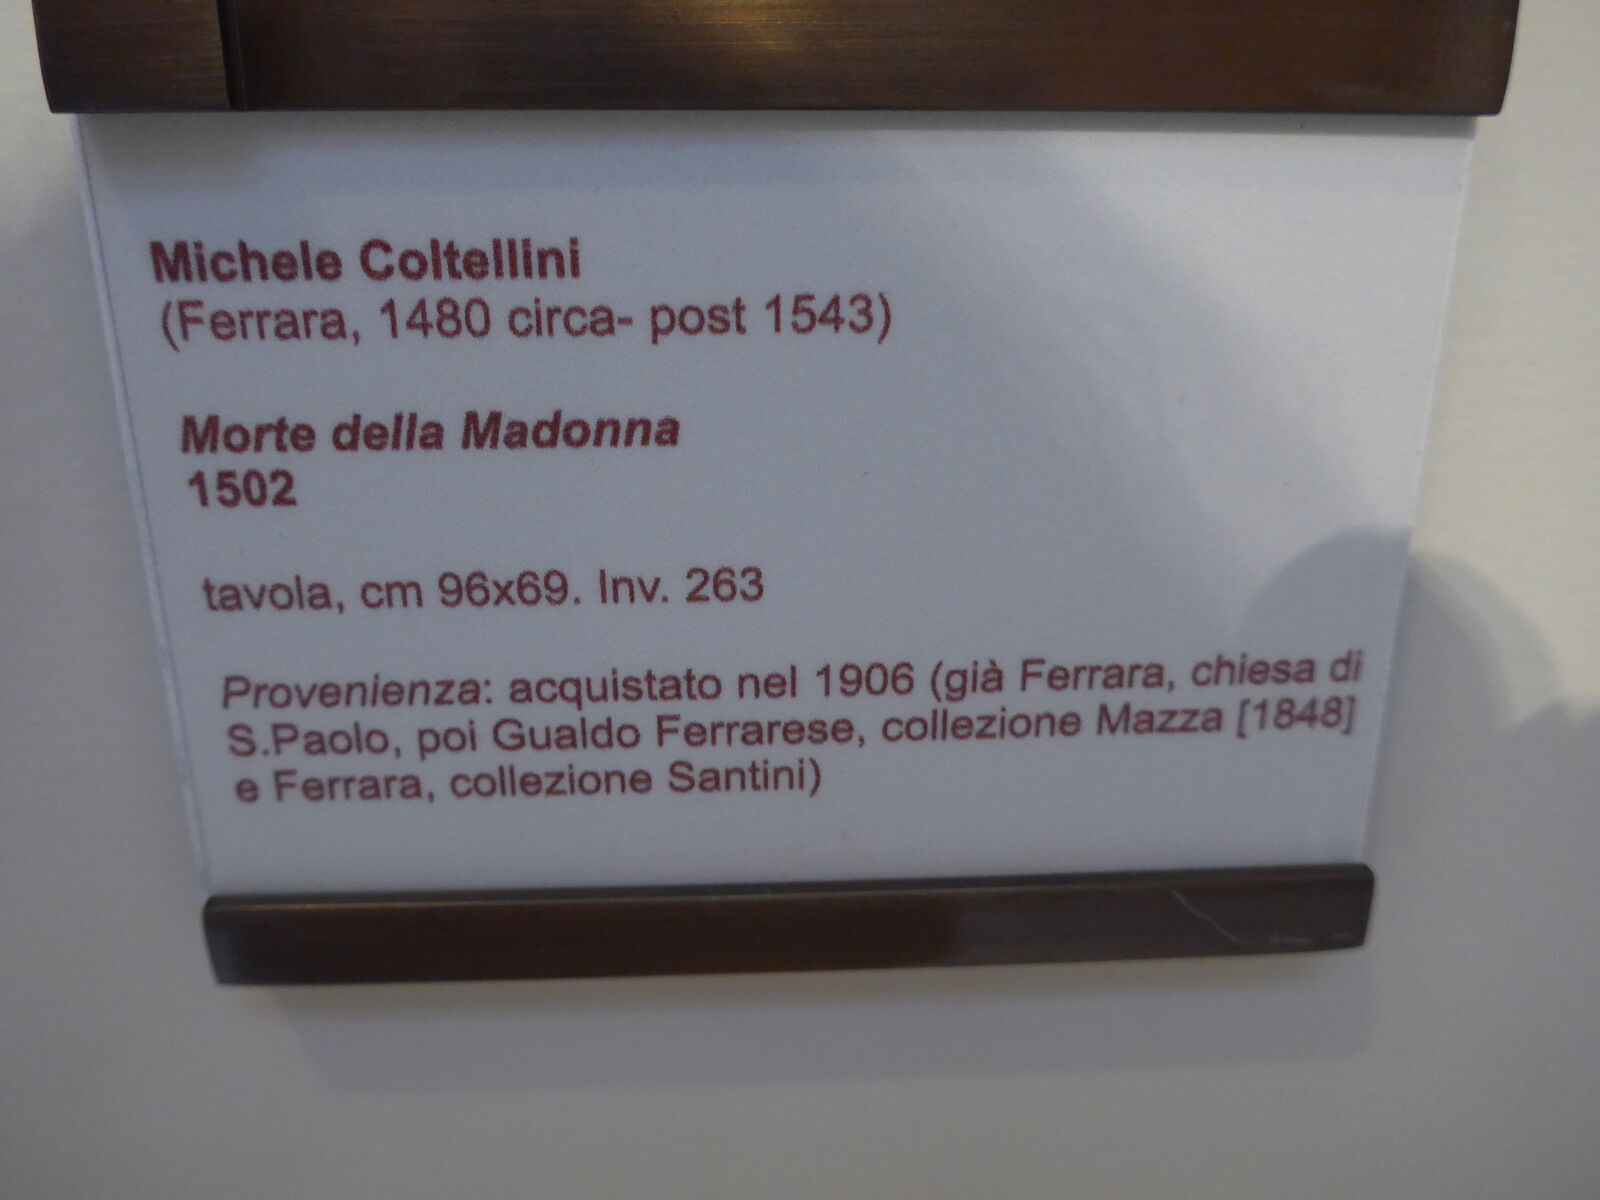 Michele Coltellini
(Ferrara, 1480 circa- post 1543)
Morte della Madonna
1502
tavola, cm 96x69. Inv. 263
Provenienza: acquistato nel 1906 (già Ferrara, chiesa di
S.Paolo, poi Gualdo Ferrarese, collezione Mazza [1848]
e Ferrara, collezione Santini)